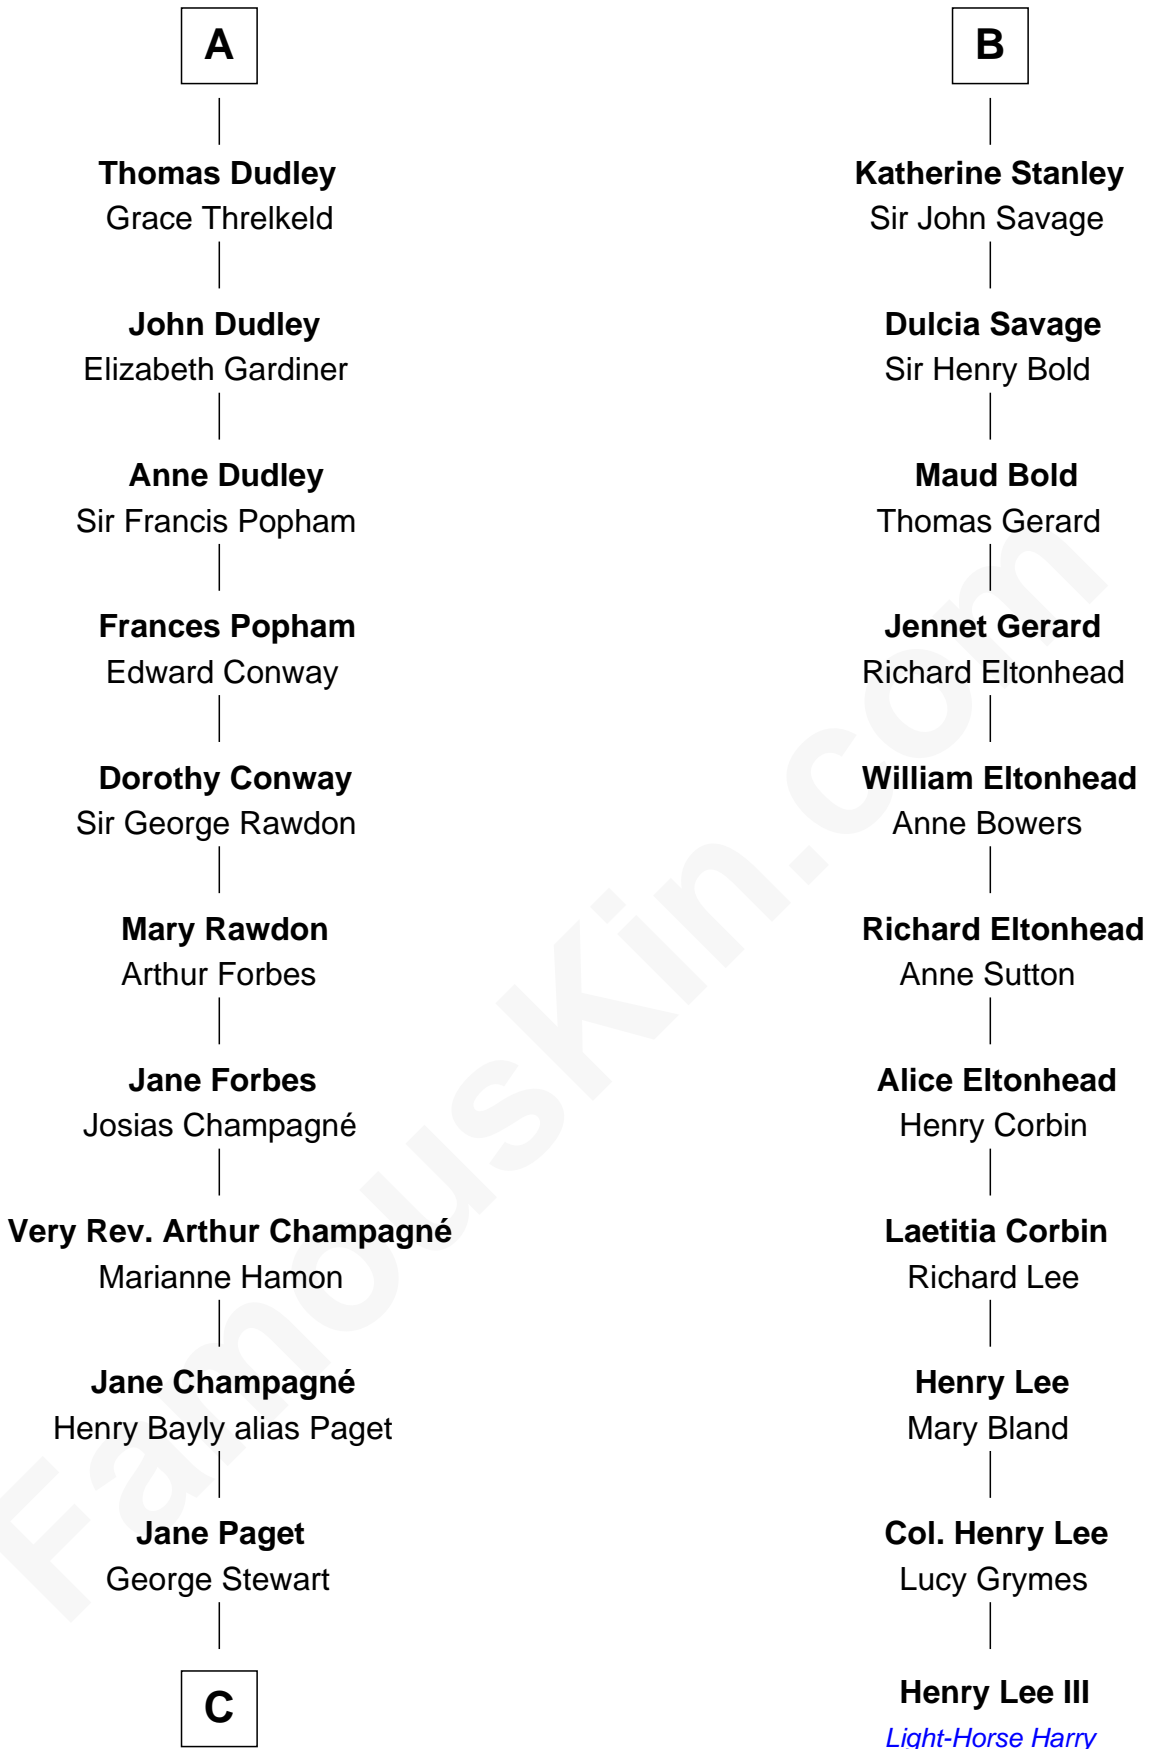 A
Thomas Dudley
Grace Threlkeld
John Dudley
Elizabeth Gardiner
Anne Dudley
Sir Francis Popham
Frances Popham
Edward Conway
Dorothy Conway
Sir George Rawdon
Mary Rawdon
Arthur Forbes
Jane Forbes
Josias Champagné
Very Rev. Arthur Champagné
Marianne Hamon
Jane Champagné
Henry Bayly alias Paget
Jane Paget
George Stewart
C
B
Katherine Stanley
Sir John Savage
Dulcia Savage
Sir Henry Bold
Maud Bold
Thomas Gerard
Jennet Gerard
Richard Eltonhead
William Eltonhead
Anne Bowers
Richard Eltonhead
Anne Sutton
Alice Eltonhead
Henry Corbin
Laetitia Corbin
Richard Lee
Henry Lee
Mary Bland
Col. Henry Lee
Lucy Grymes
Henry Lee III
Light-Horse Harry
FamousKin.com